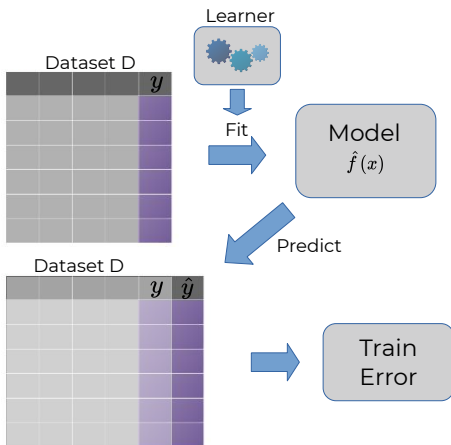 Learner
Dataset D
y
Fit
Model
f̂(x)
Predict
Dataset D
y ŷ
Train
Error